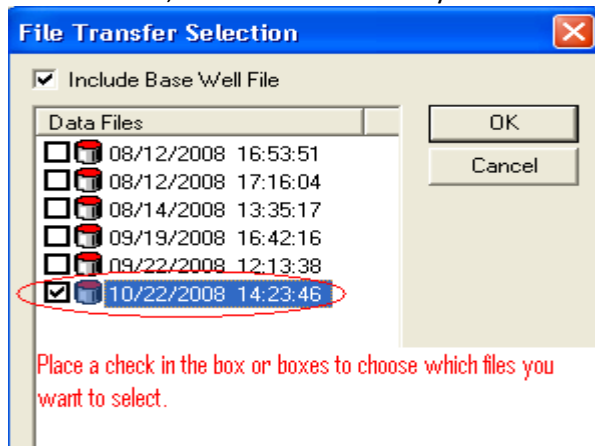 File Transfer Selection
Include Base Well File
Data Files
OK
08/12/2008 16:53:51
Cancel
08/12/2008 17:16:04
08/14/2008 13:35:17
09/19/2008 16:42:16
09/22/2008 12:13:38
10/22/2008 14:23:46
Place a check in the box or boxes to choose which files you
want to select.